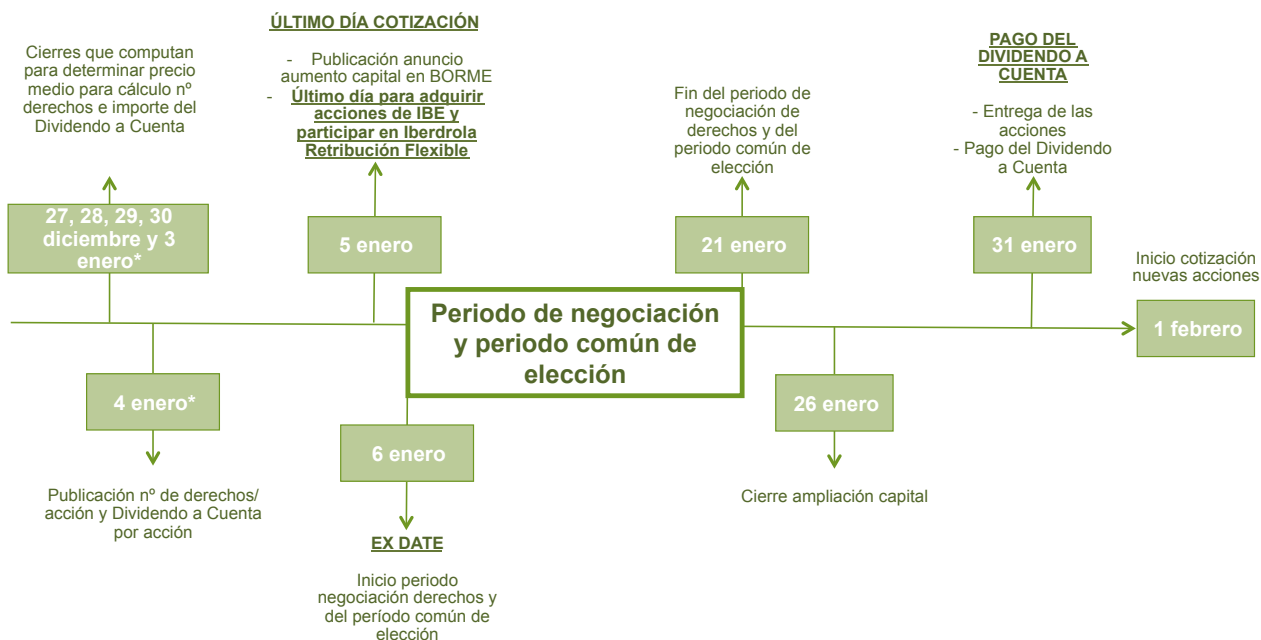 Cierres que computan
para determinar precio
medio para cálculo nº
derechos e importe del
Dividendo a Cuenta
27, 28, 29, 30
diciembre y 3
enero*
4 enero*
Publicación nº de derechos/
acción y Dividendo a Cuenta
por acción
ÚLTIMO DÍA COTIZACIÓN
- Publicación anuncio
aumento capital en BORME
- Último día para adquirir
acciones de IBE y
participar en Iberdrola
Retribución Flexible
5 enero
Periodo de negociación
y periodo común de
elección
6 enero
EX DATE
Inicio periodo
negociación derechos y
del período común de
elección
Fin del periodo de
negociación de
derechos y del
periodo común de
elección
21 enero
26 enero
Cierre ampliación capital
PAGO DEL
DIVIDENDO A
CUENTA
- Entrega de las
acciones
- Pago del Dividendo
a Cuenta
31 enero
Inicio cotización
nuevas acciones
1 febrero